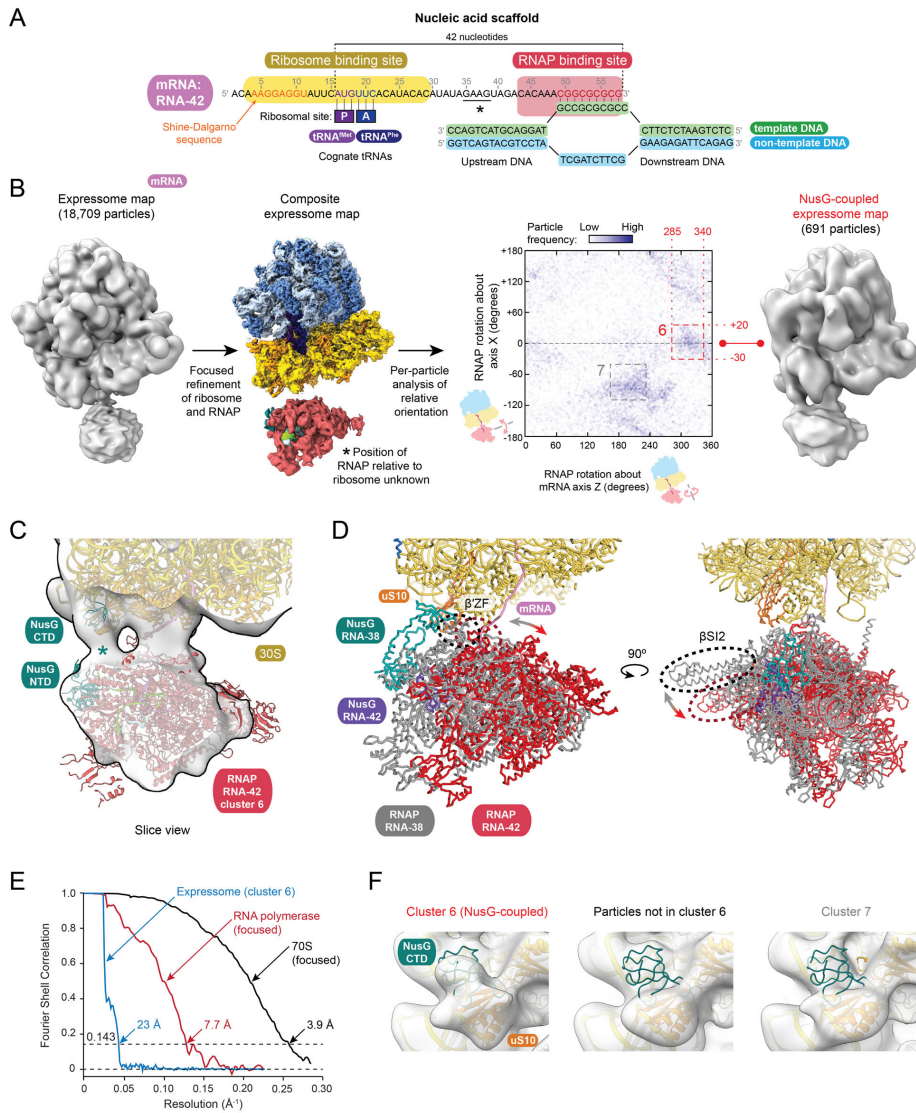 A
Nucleic acid scaffold
42 nucleotides
Ribosome binding site
RNAP binding site
mRNA:
RNA-42
5 10 15 20 25 30 35 40 45 50 55
5' ACAAAGGAGGUAUUCAUGUUCACAUACACAUAUAGAAGUAGACACAAACGGCGCGCG3'
*
GCCGCGCGCC
Shine-Dalgarno
sequence
Ribosomal site: P A
tRNAfMet tRNAPhe
Cognate tRNAs
3' CCAGTCATGCAGGAT CTTCTCTAAGTCTC 5' template DNA
5' GGTCAGTACGTCCTA GAAGAGATTCAGAG 3' non-template DNA
TCGATCTTCG
Upstream DNA
Downstream DNA
B
mRNA
Expressome map
(18,709 particles)
Focused
refinement
of ribosome
and RNAP
Composite
expressome map
* Position of
RNAP relative to
ribosome unknown
Per-particle
analysis of
relative
orientation
Particle
frequency:
Low High
285 340
RNAP rotation about
axis X (degrees)
+180
+120
+60
0
-60
-120
-180
6
7
+20
-30
0 60 120 180 240 300 360
RNAP rotation about
mRNA axis Z (degrees)
NusG-coupled
expressome map
(691 particles)
C
NusG
CTD
*
NusG
NTD
30S
RNAP
RNA-42
cluster 6
Slice view
D
uS10
β'ZF
mRNA
NusG
RNA-38
NusG
RNA-42
RNAP
RNA-38
RNAP
RNA-42
90º
βSI2
E
Fourier Shell Correlation
1.0
0.8
0.6
0.4
0.2
0
0.143
Expressome (cluster 6)
RNA polymerase
(focused)
70S
(focused)
23 Å
7.7 Å
3.9 Å
0 0.05 0.10 0.15 0.20 0.25 0.30
Resolution (Å-1)
F
Cluster 6 (NusG-coupled)
Particles not in cluster 6
Cluster 7
NusG
CTD
uS10